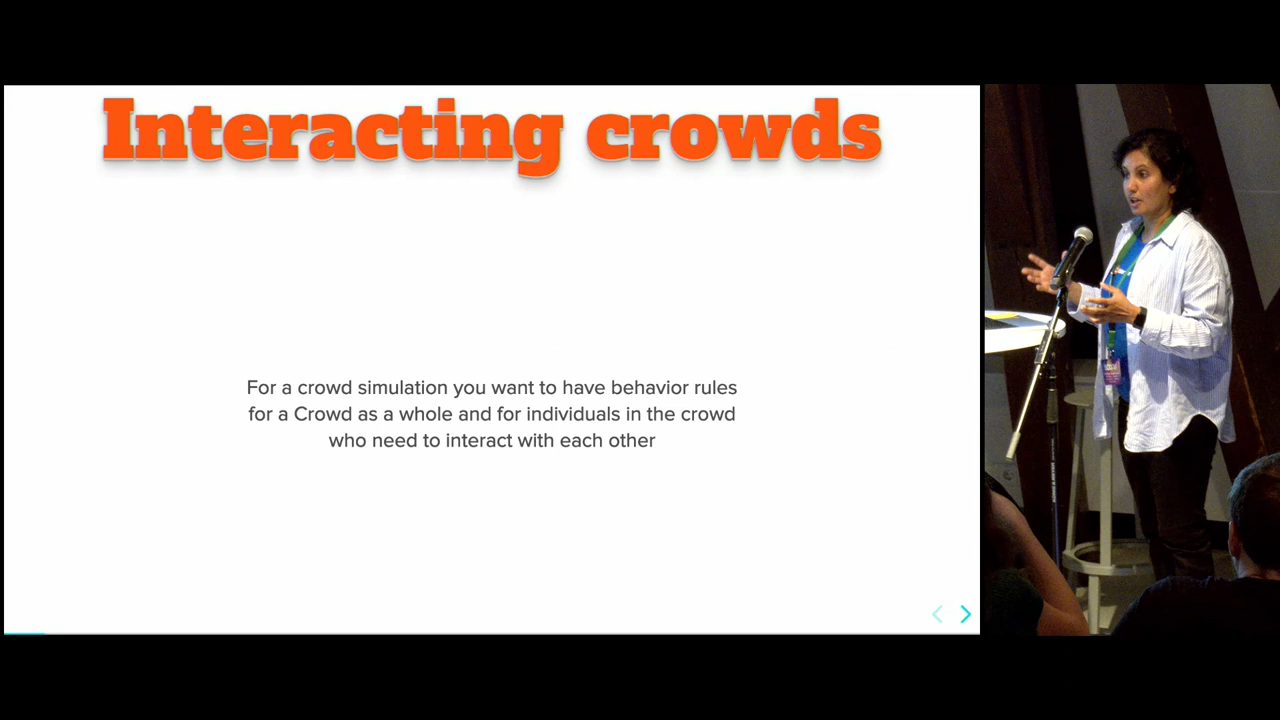 Interacting crowds
For a crowd simulation you want to have behavior rules
for a Crowd as a whole and for individuals in the crowd
who need to interact with each other